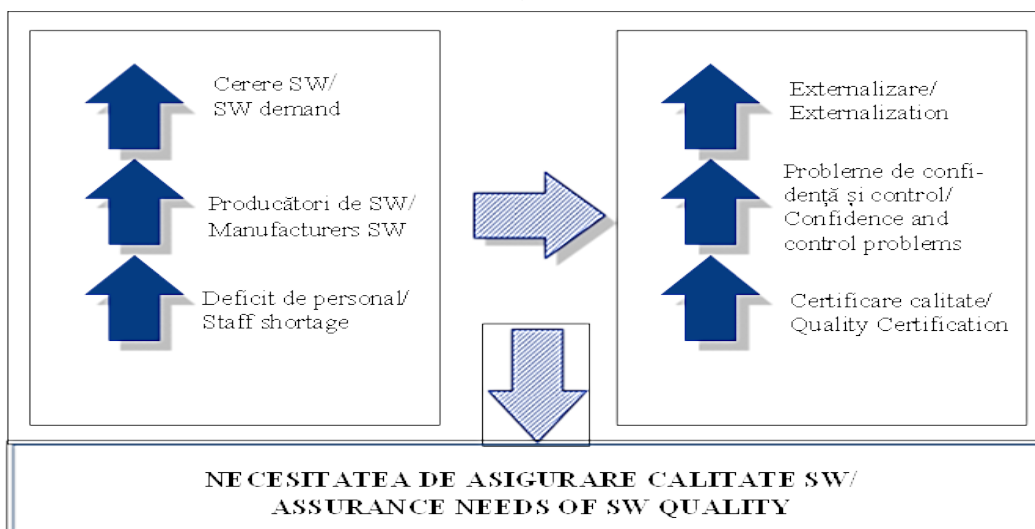 Cerere SW/
SW demand
Producători de SW/
Manufacturers SW
Deficit de personal/
Staff shortage
Externalizare/
Externalization
Probleme de confi-
dență și control/
Confidence and
control problems
Certificare calitate/
Quality Certification
NECESITATEA DE ASIGURARE CALITATE SW/
ASSURANCE NEEDS OF SW QUALITY